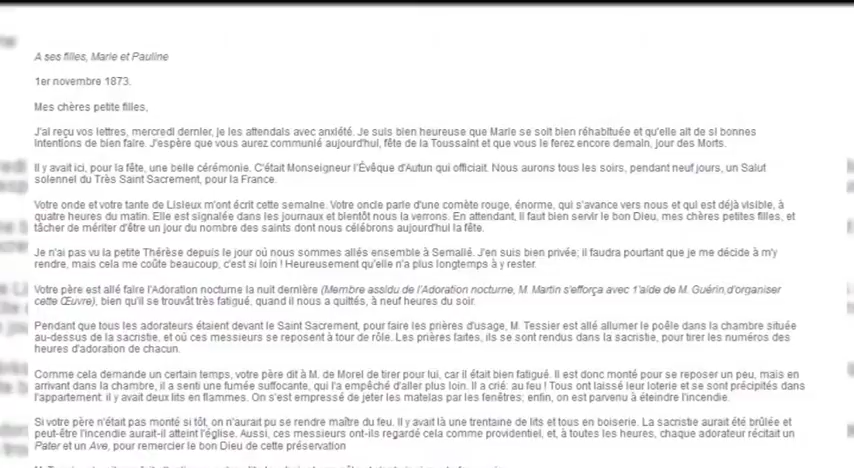 A ses filles, Marie et Pauline
1er novembre 1873.
Mes chères petite filles,
J'ai reçu vos lettres, mercredi dernier, je les attendais avec anxiété. Je suis bien heureuse que Marie se soit bien réhabituée et qu'elle ait de si bonnes
intentions de bien faire. J'espère que vous aurez communié aujourd'hui, fête de la Toussaint et que vous le ferez encore demain, jour des Morts.
Il y avait ici, pour la fête, une belle cérémonie. C'était Monseigneur l'Évêque d'Autun qui officiait. Nous aurons tous les soirs, pendant neuf jours, un Salut
solennel du Très Saint Sacrement, pour la France.
Votre onde et votre tante de Lisieux m'ont écrit cette semaine. Votre oncle parle d'une comète rouge, énorme, qui s'avance vers nous et qui est déjà visible, à
quatre heures du matin. Elle est signalée dans les journaux et bientôt nous la verrons. En attendant, il faut bien servir le bon Dieu, mes chères petites filles, et
tâcher de mériter d'être un jour du nombre des saints dont nous célébrons aujourd'hui la fête.
Je n'ai pas vu la petite Thérèse depuis le jour où nous sommes allés ensemble à Semallé. J'en suis bien privée; il faudra pourtant que je me décide à m'y
rendre, mais cela me coûte beaucoup, c'est si loin ! Heureusement qu'elle n'a plus longtemps à y rester.
Votre père est allé faire l'Adoration nocturne la nuit dernière (Membre assidu de l'Adoration nocturne, M. Martin s'efforça avec 1'aide de M. Guérin,d'organiser
cette Œuvre), bien qu'il se trouvât très fatigué, quand il nous a quittés, à neuf heures du soir.
Pendant que tous les adorateurs étaient devant le Saint Sacrement, pour faire les prières d'usage, M. Tessier est allé allumer le poêle dans la chambre située
au-dessus de la sacristie, et où ces messieurs se reposent à tour de rôle. Les prières faites, ils se sont rendus dans la sacristie, pour tirer les numéros des
heures d'adoration de chacun.
Comme cela demande un certain temps, votre père dit à M. de Morel de tirer pour lui, car il était bien fatigué. Il est donc monté pour se reposer un peu, mais en
arrivant dans la chambre, il a senti une fumée suffocante, qui l'a empêché d'aller plus loin. Il a crié: au feu ! Tous ont laissé leur loterie et se sont précipités dans
l'appartement: il y avait deux lits en flammes. On s'est empressé de jeter les matelas par les fenêtres; enfin, on est parvenu à éteindre l'incendie.
Si votre père n'était pas monté si tôt, on n'aurait pu se rendre maître du feu. Il y avait là une trentaine de lits et tous en boiserie. La sacristie aurait été brûlée et
peut-être l'incendie aurait-il atteint l'église. Aussi, ces messieurs ont-ils regardé cela comme providentiel, et, à toutes les heures, chaque adorateur récitait un
Pater et un Ave, pour remercier le bon Dieu de cette préservation